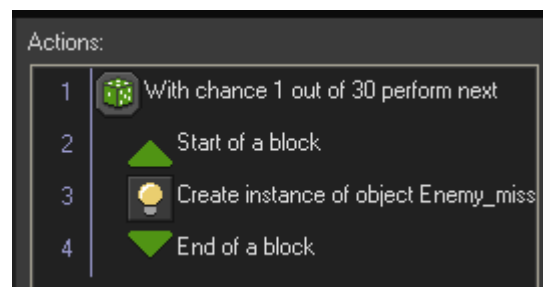 Actions:
1 With chance 1 out of 30 perform next
2 Start of a block
3 Create instance of object Enemy_miss
4 End of a block